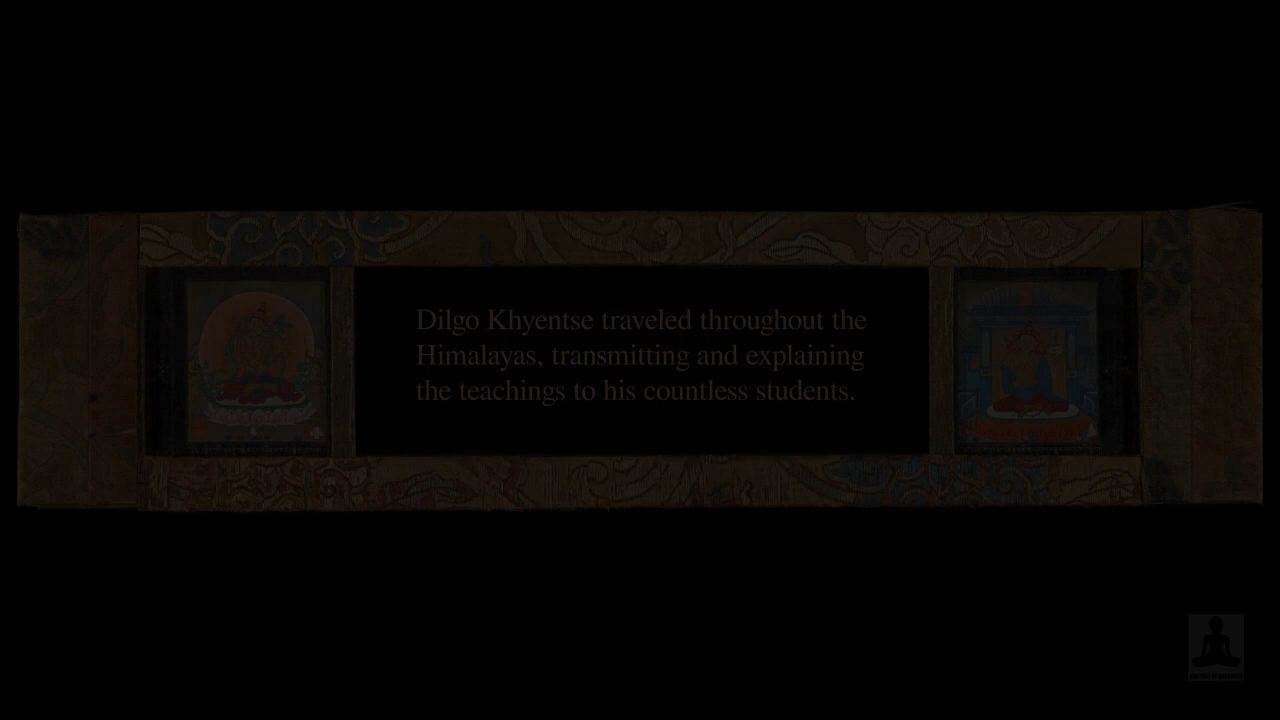 Dilgo Khyentse traveled throughout the
Himalayas, transmitting and explaining
the teachings to his countless students.